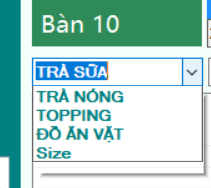 Bàn 10
TRÀ SỮA
TRÀ NÓNG
TOPPING
ĐỒ ĂN VẶT
Size